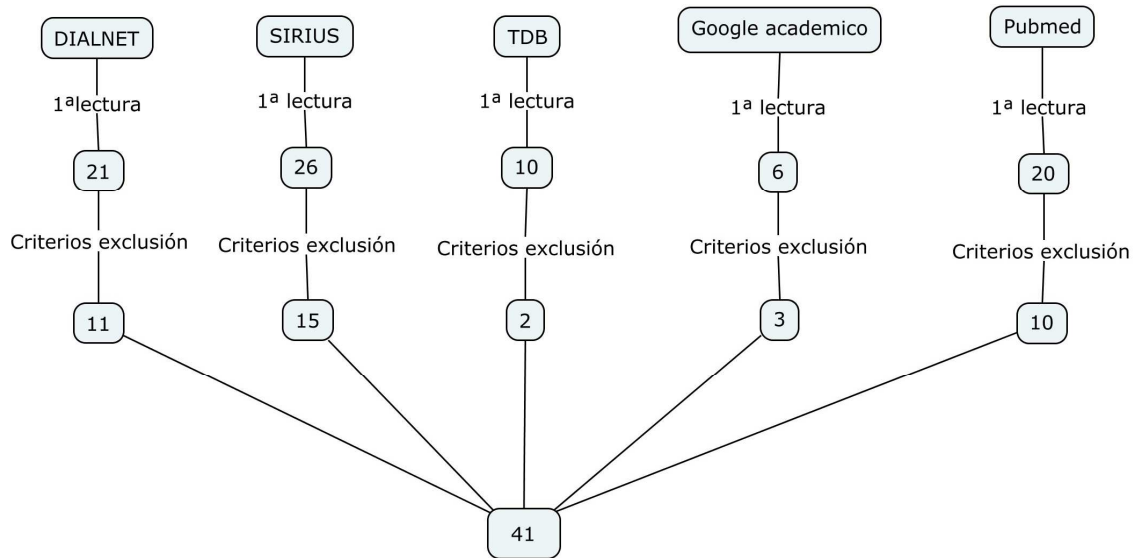 DIALNET
SIRIUS
TDB
Google academico
Pubmed
1ªlectura
1ª lectura
1ª lectura
1ª lectura
1ª lectura
21
26
10
6
20
Criterios exclusión
Criterios exclusión
Criterios exclusión
Criterios exclusión
Criterios exclusión
11
15
2
3
10
41